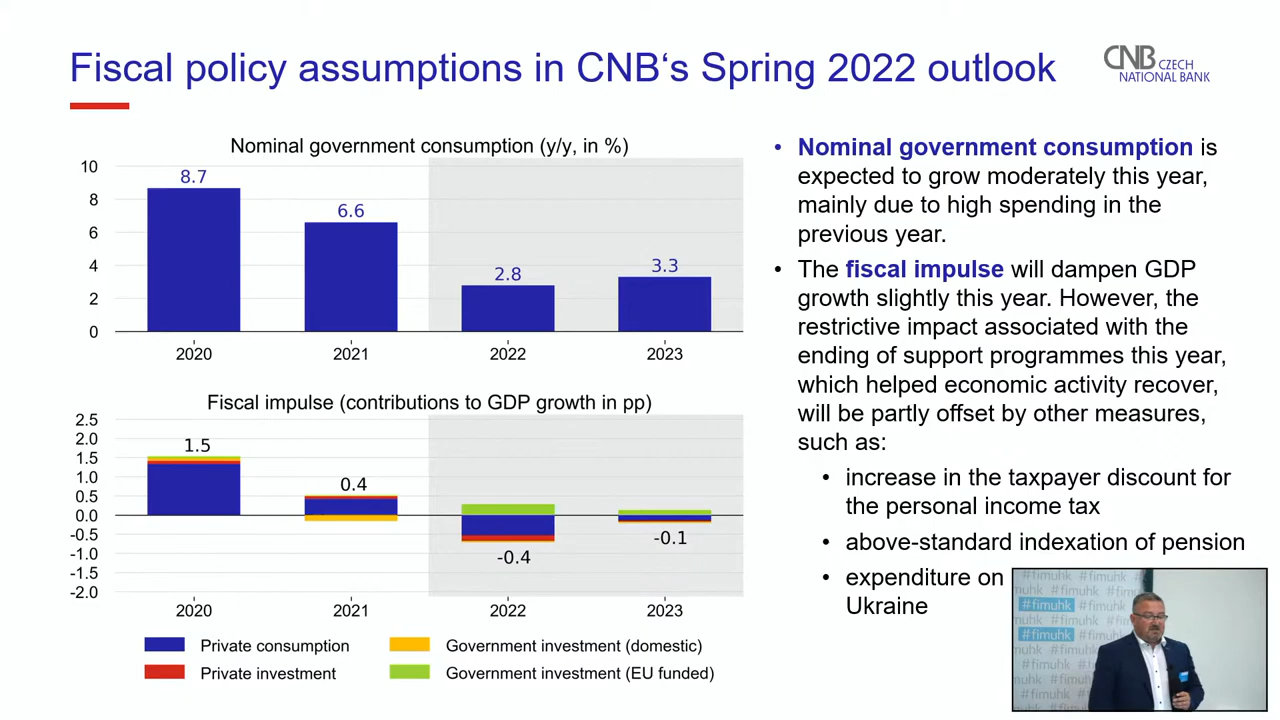 Fiscal policy assumptions in CNB‘s Spring 2022 outlook
CNB CZECH
NATIONAL BANK
Nominal government consumption (y/y, in %)
10
8
6
4
2
0
8.7
6.6
2.8
3.3
2020 2021 2022 2023
Fiscal impulse (contributions to GDP growth in pp)
2.5
2.0
1.5
1.0
0.5
0.0
-0.5
-1.0
-1.5
-2.0
1.5
0.4
-0.4
-0.1
2020 2021 2022 2023
Private consumption
Government investment (domestic)
Private investment
Government investment (EU funded)
• Nominal government consumption is
expected to grow moderately this year,
mainly due to high spending in the
previous year.
• The fiscal impulse will dampen GDP
growth slightly this year. However, the
restrictive impact associated with the
ending of support programmes this year,
which helped economic activity recover,
will be partly offset by other measures,
such as:
• increase in the taxpayer discount for
the personal income tax
• above-standard indexation of pension
• expenditure on
Ukraine
#fimuhk #fimuhk
#fimuhk
#fimuhk